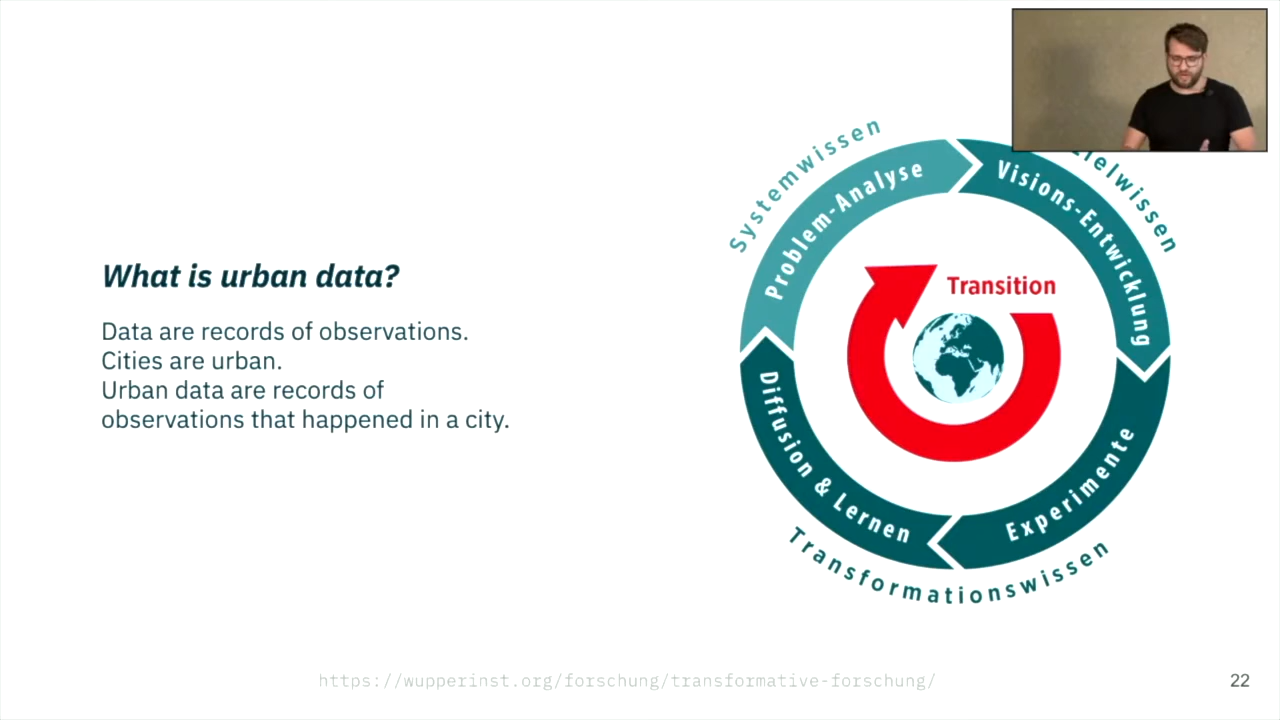 What is urban data?
Data are records of observations.
Cities are urban.
Urban data are records of
observations that happened in a city.
Systemwissen
Problem-Analyse
Visions-Entwicklung
Transition
Diffusion & Lernen
Experimente
Transformationswissen
https://wupperinst.org/forschung/transformative-forschung/
22